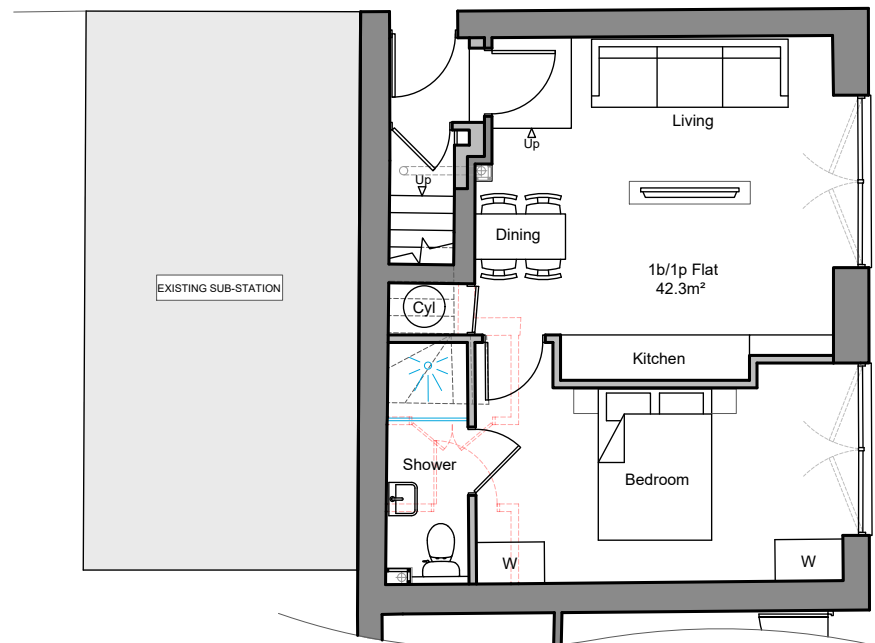 Living
Up
Up
Dining
1b/1p Flat
42.3m²
EXISTING SUB-STATION
Cyl
Kitchen
Shower
Bedroom
W
W